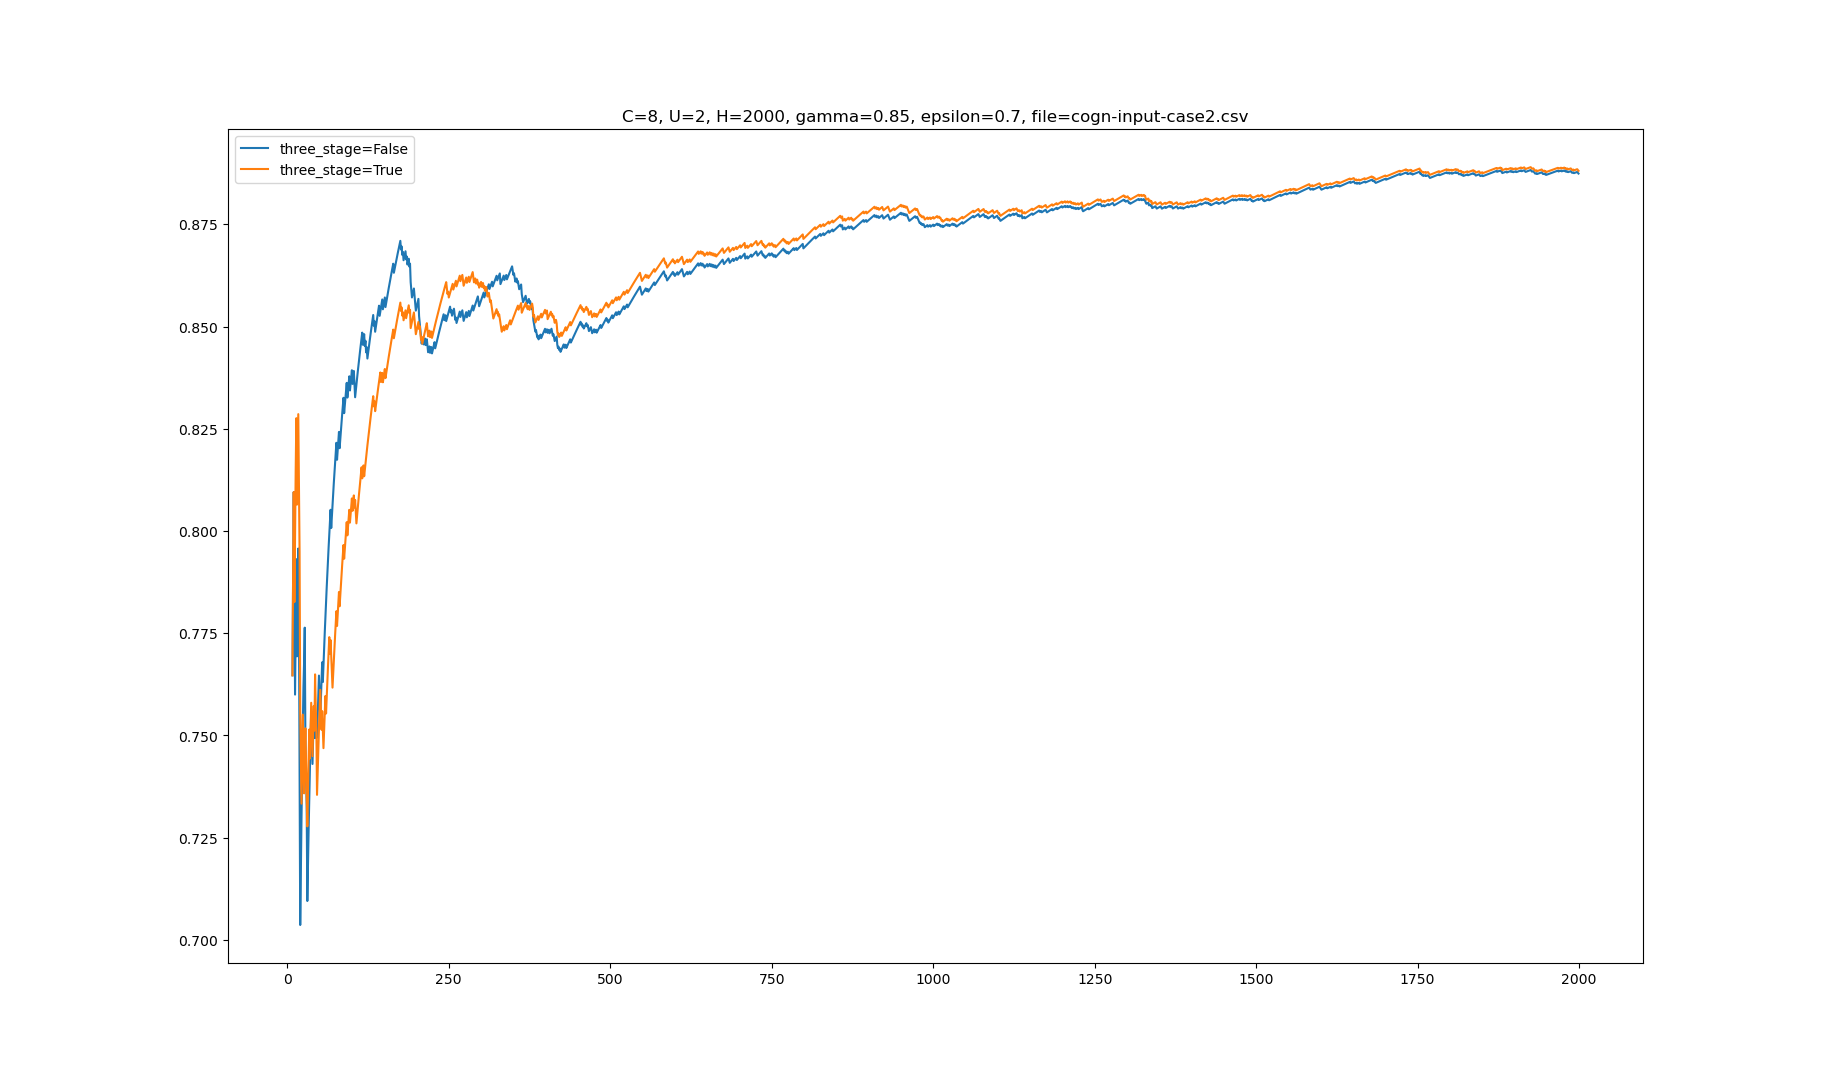 C=8, U=2, H=2000, gamma=0.85, epsilon=0.7, file=cogn-input-case2.csv
three_stage=False
three_stage=True
0.875
0.850
0.825
0.800
0.775
0.750
0.725
0.700
0 250 500 750 1000 1250 1500 1750 2000